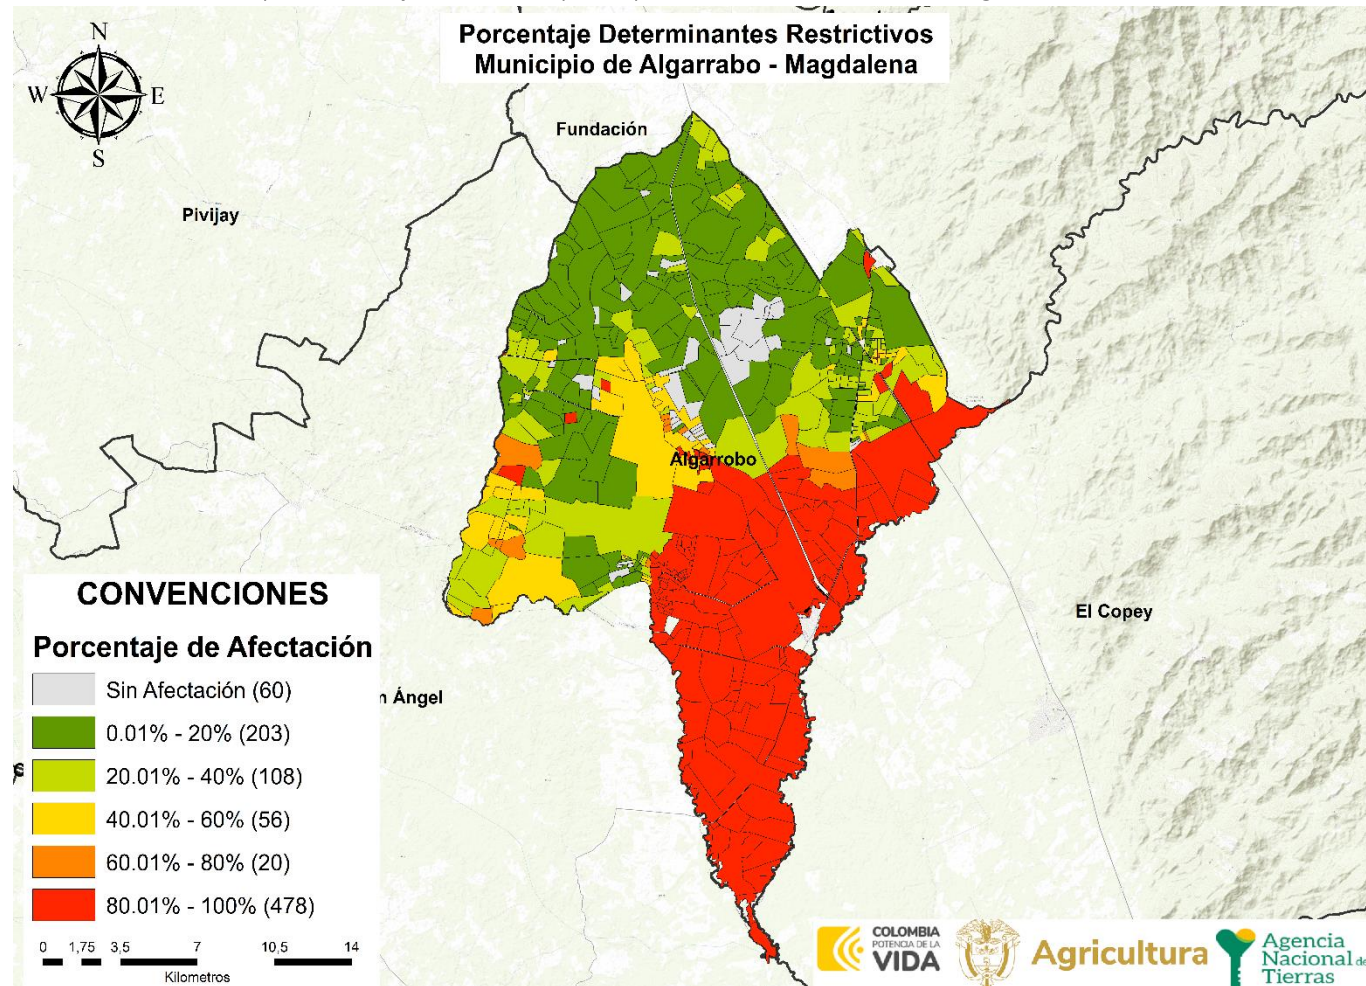 Porcentaje Determinantes Restrictivos
Municipio de Algarrabo - Magdalena
N
W
E
S
Fundación
Pivijay
Algarrobo
El Copey
n Ángel
CONVENCIONES
Porcentaje de Afectación
Sin Afectación (60)
0.01% - 20% (203)
20.01% - 40% (108)
40.01% - 60% (56)
60.01% - 80% (20)
80.01% - 100% (478)
0 1,75 3,5 7 10,5 14
Kilometros
COLOMBIA
POTENCIA DE LA
VIDA
Agricultura
Agencia
Nacional de
Tierras